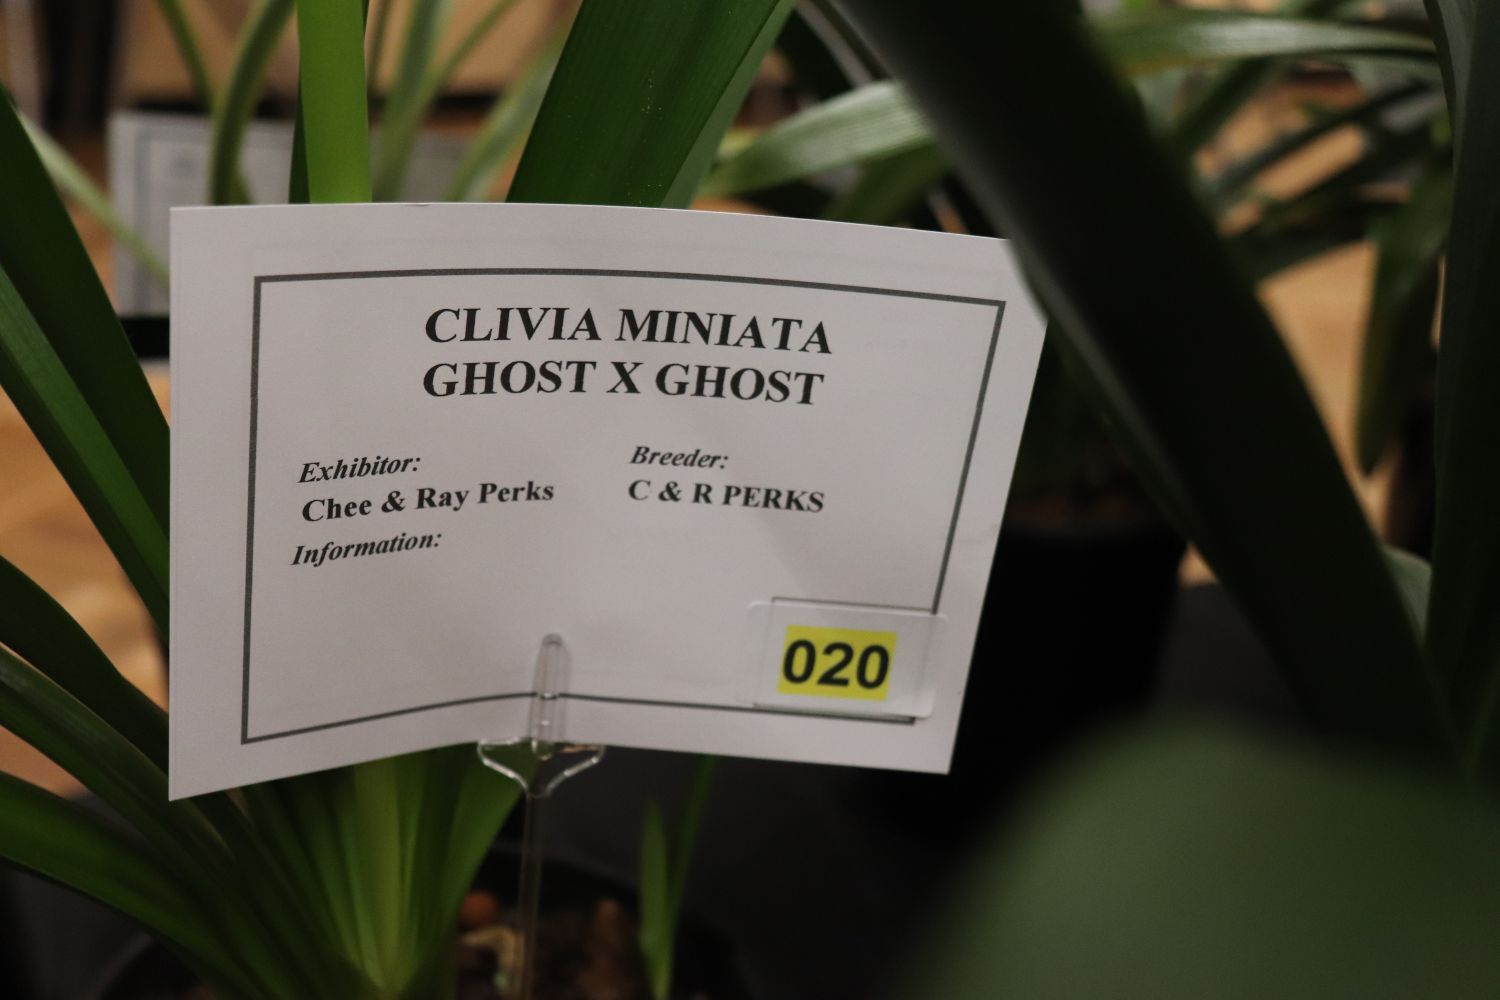 CLIVIA MINIATA
GHOST X GHOST
Exhibitor:
Chee & Ray Perks
Breeder:
C & R PERKS
Information:
020